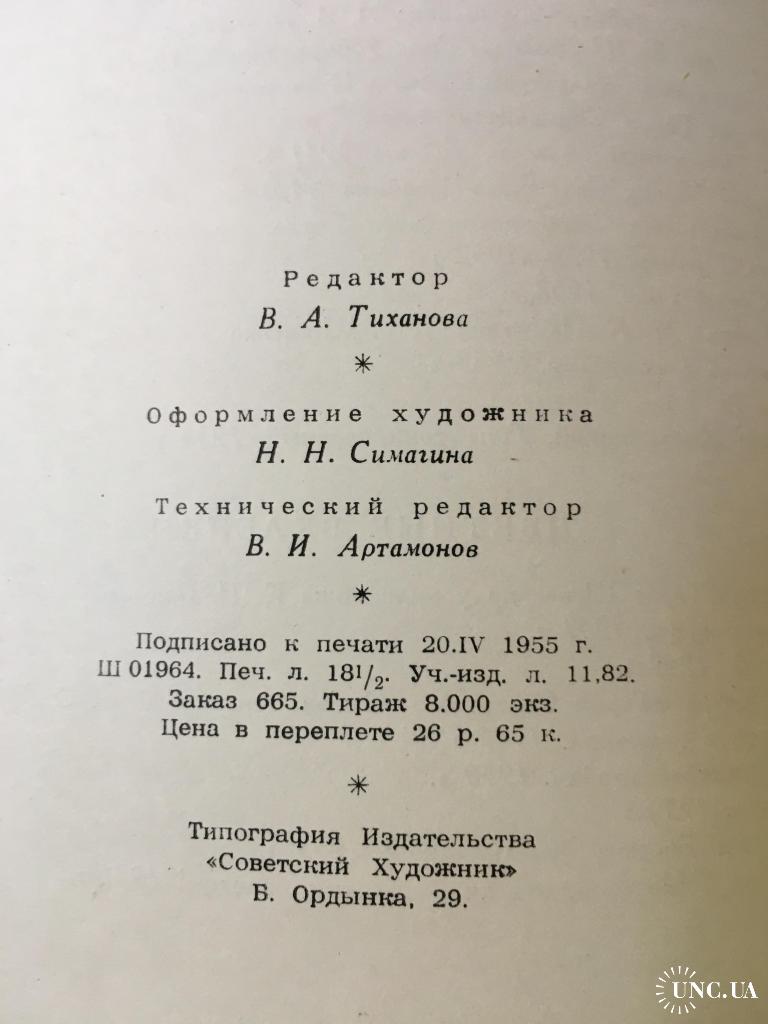 Редактор
В. А. Тиханова
*
Оформление художника
Н. Н. Симагина
Технический редактор
В. И. Артамонов
*
Подписано к печати 20.IV 1955 г.
Ш 01964. Печ. л. 18¹/₂. Уч.-изд. л. 11,82.
Заказ 665. Тираж 8.000 экз.
Цена в переплете 26 р. 65 к.
*
Типография Издательства
«Советский Художник»
Б. Ордынка, 29.
UNC.UA